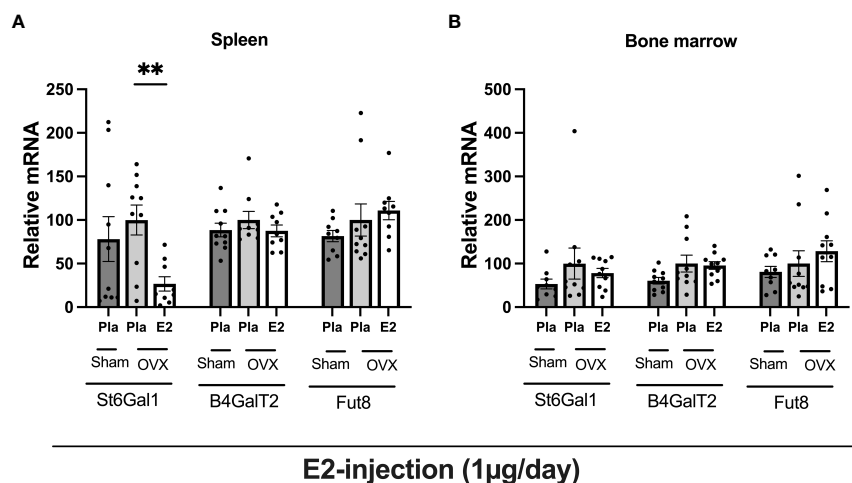 A
Spleen
**
Relative mRNA
250
200
150
100
50
0
Pla Pla E2 Pla Pla E2 Pla Pla E2
Sham OVX Sham OVX Sham OVX
St6Gal1 B4GalT2 Fut8
B
Bone marrow
Relative mRNA
500
400
300
200
100
0
Pla Pla E2 Pla Pla E2 Pla Pla E2
Sham OVX Sham OVX Sham OVX
St6Gal1 B4GalT2 Fut8
E2-injection (1µg/day)